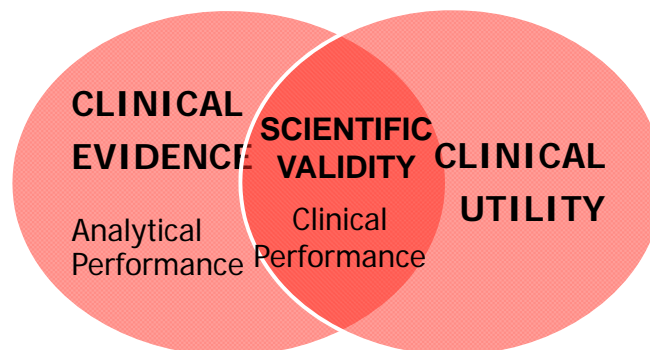 CLINICAL
EVIDENCE
Analytical
Performance
SCIENTIFIC
VALIDITY
Clinical
Performance
CLINICAL
UTILITY